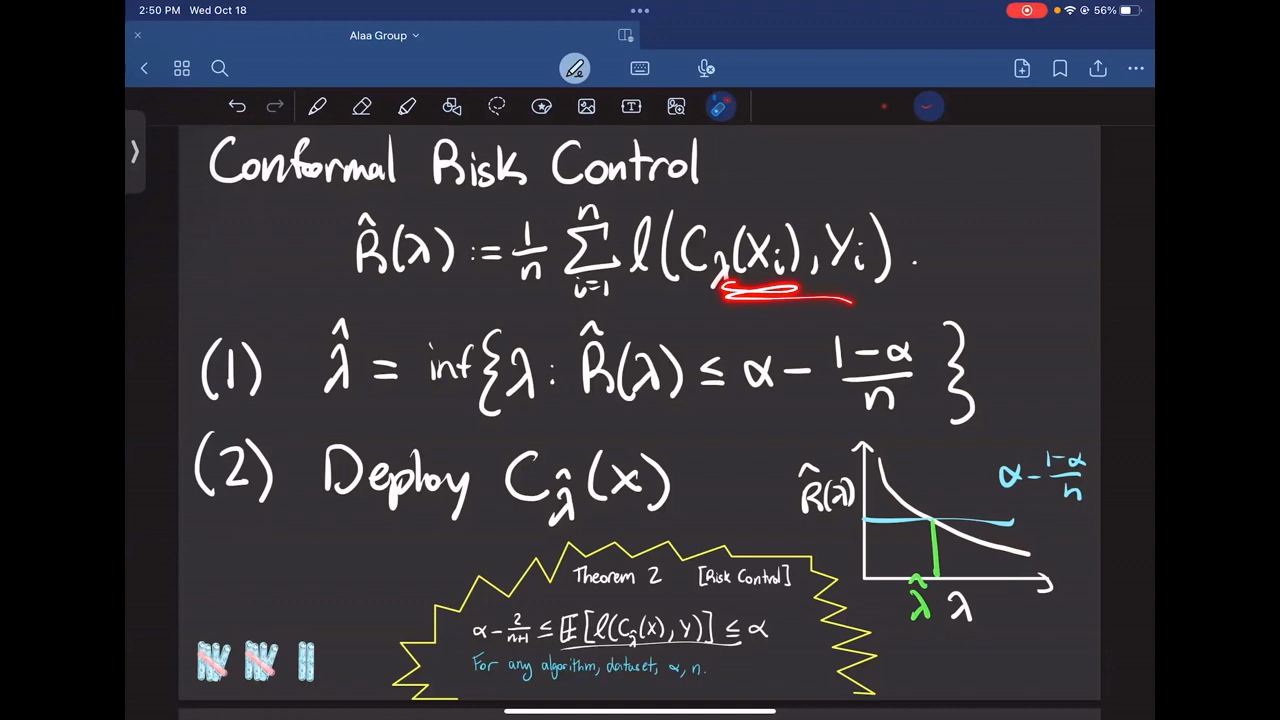 2:50 PM Wed Oct 18
56%
Alaa Group
Conformal Risk Control
R̂(λ) := 1/n ∑_{i=1}^{n} l(C_λ(X_i), Y_i).
(1) λ̂ = inf{λ: R̂(λ) ≤ α - (1-α)/n}
(2) Deploy C_λ̂(X)
R̂(λ)
α - (1-α)/n
λ̂ λ
Theorem 2 [Risk Control]
α - 2/(n+1) ≤ 𝔼[l(C_λ̂(X), Y)] ≤ α
For any algorithm, dataset, α, n.